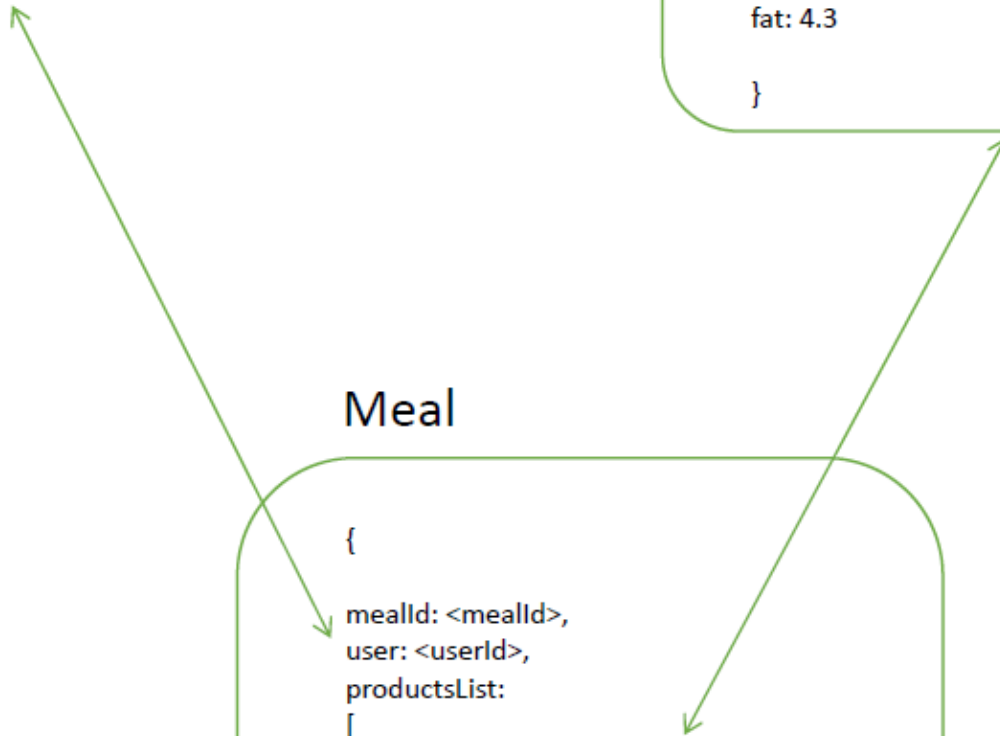 fat: 4.3
}
Meal
{
mealId: <mealId>,
user: <userId>,
productsList:
[